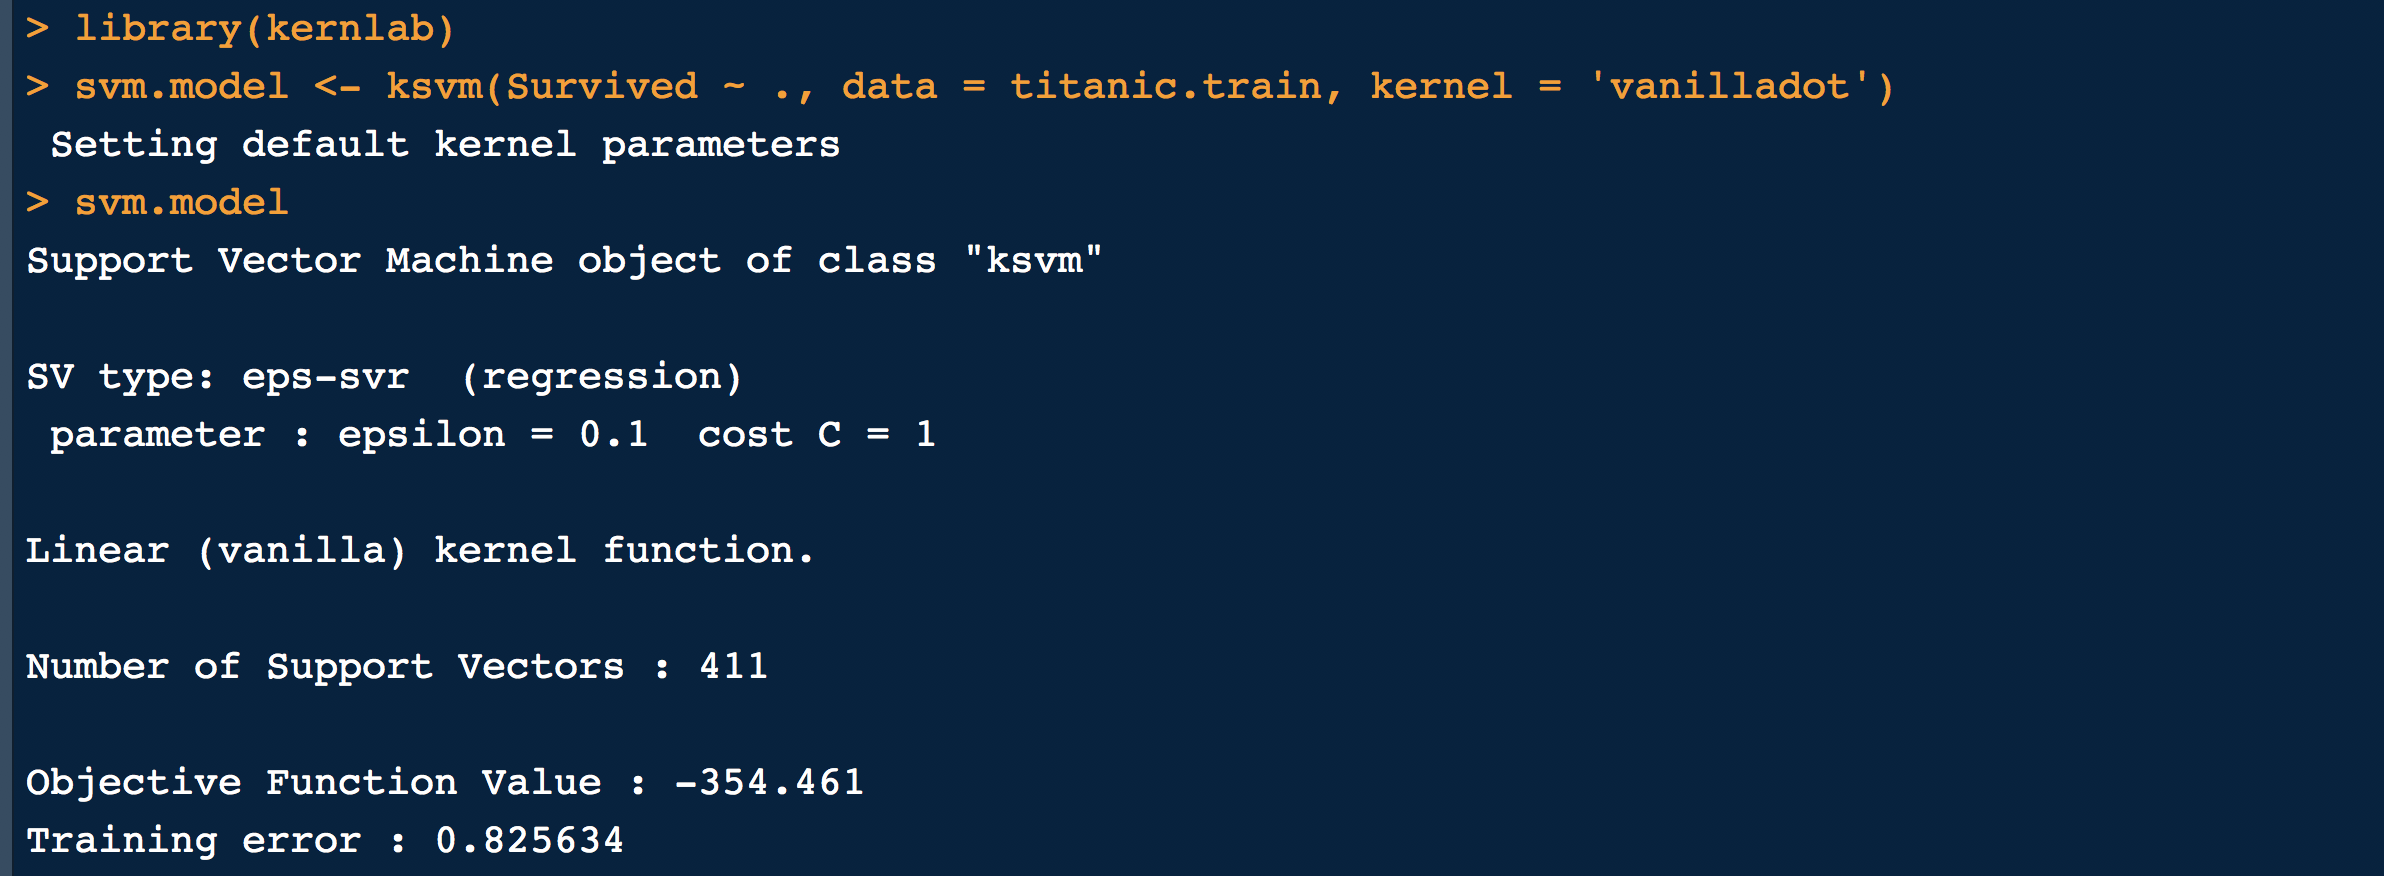 > library(kernlab)
> svm.model <- ksvm(Survived ~ ., data = titanic.train, kernel = 'vanilladot')
 Setting default kernel parameters
> svm.model
Support Vector Machine object of class "ksvm"
SV type: eps-svr  (regression)
 parameter : epsilon = 0.1  cost C = 1
Linear (vanilla) kernel function.
Number of Support Vectors : 411
Objective Function Value : -354.461
Training error : 0.825634